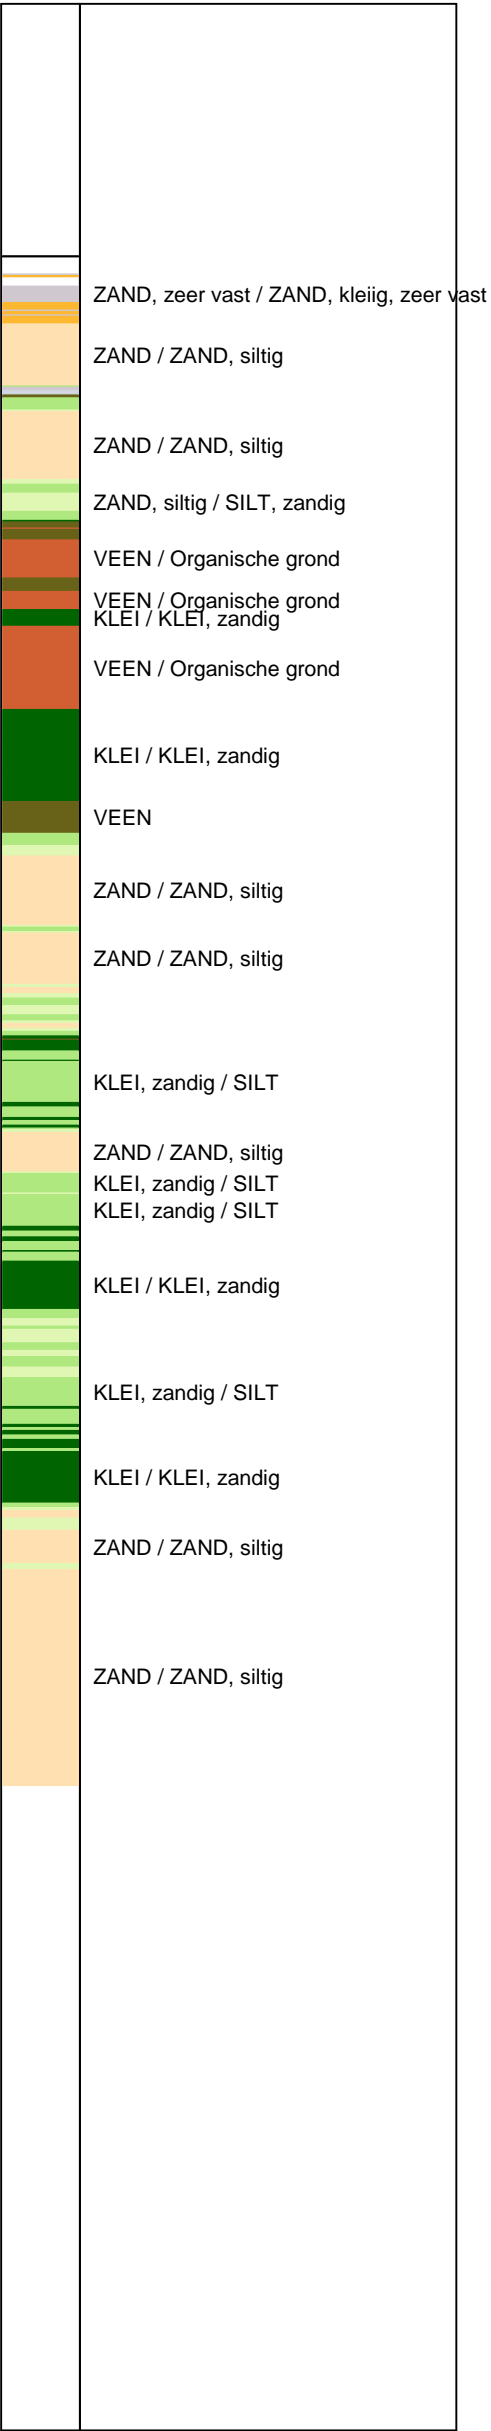 ZAND, zeer vast / ZAND, kleiig, zeer vast
ZAND / ZAND, siltig
ZAND / ZAND, siltig
ZAND, siltig / SILT, zandig
VEEN / Organische grond
VEEN / Organische grond
KLEI / KLEI, zandig
VEEN / Organische grond
KLEI / KLEI, zandig
VEEN
ZAND / ZAND, siltig
ZAND / ZAND, siltig
KLEI, zandig / SILT
ZAND / ZAND, siltig
KLEI, zandig / SILT
KLEI, zandig / SILT
KLEI / KLEI, zandig
KLEI, zandig / SILT
KLEI / KLEI, zandig
ZAND / ZAND, siltig
ZAND / ZAND, siltig